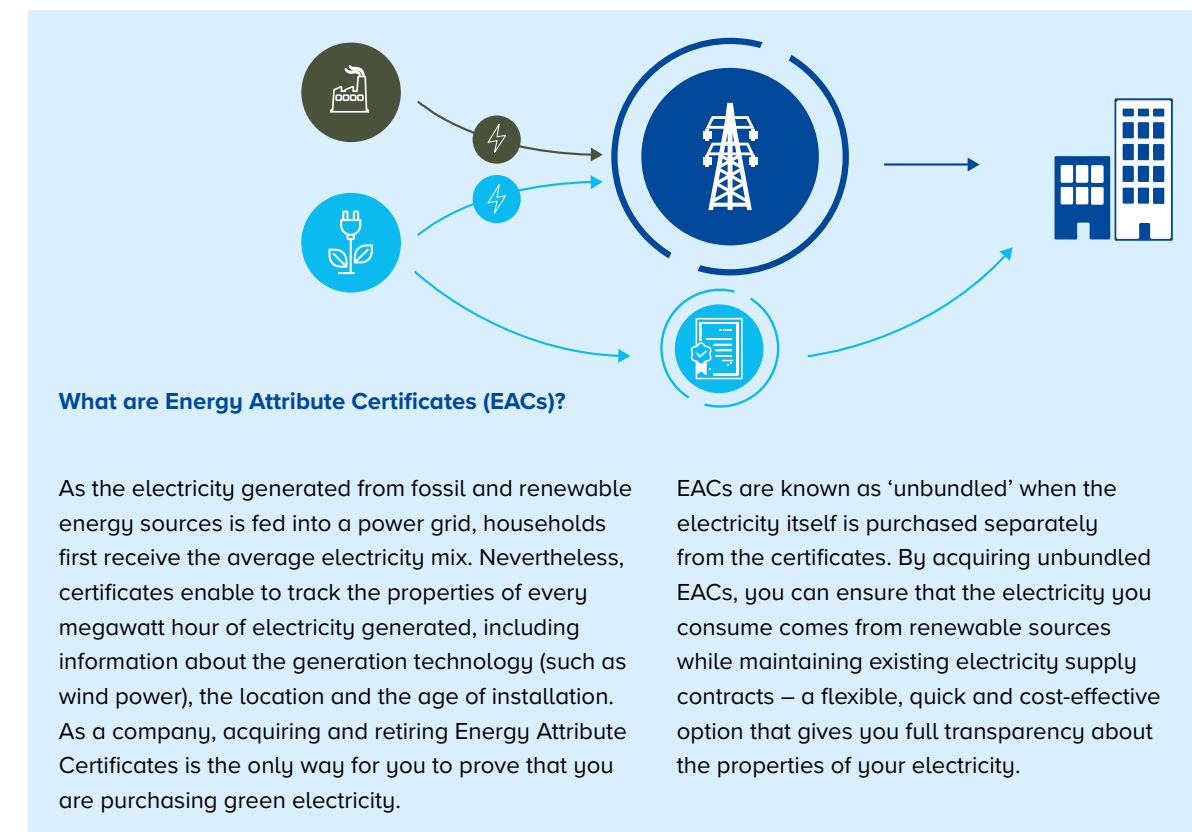 What are Energy Attribute Certificates (EACs)?
As the electricity generated from fossil and renewable
energy sources is fed into a power grid, households
first receive the average electricity mix. Nevertheless,
certificates enable to track the properties of every
megawatt hour of electricity generated, including
information about the generation technology (such as
wind power), the location and the age of installation.
As a company, acquiring and retiring Energy Attribute
Certificates is the only way for you to prove that you
are purchasing green electricity.
EACs are known as ‘unbundled’ when the
electricity itself is purchased separately
from the certificates. By acquiring unbundled
EACs, you can ensure that the electricity you
consume comes from renewable sources
while maintaining existing electricity supply
contracts – a flexible, quick and cost-effective
option that gives you full transparency about
the properties of your electricity.